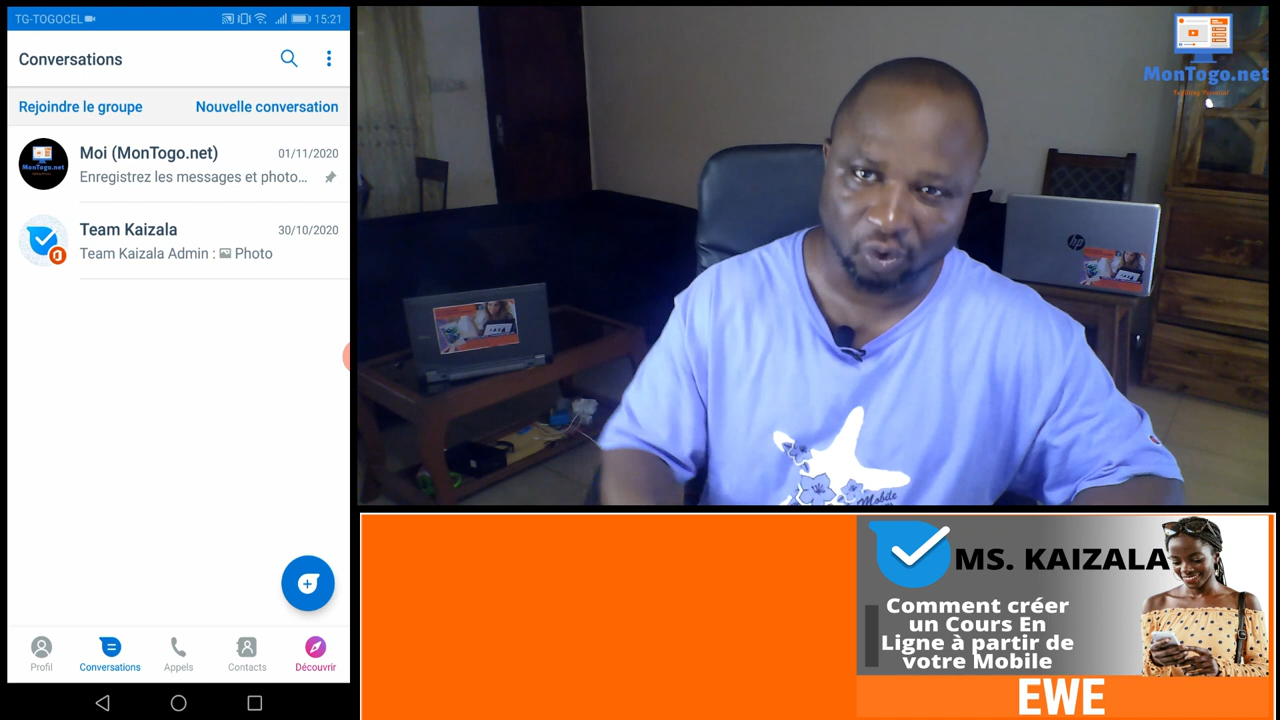 TG-TOGOCEL
15:21
Conversations
Rejoindre le groupe
Nouvelle conversation
Moi (MonTogo.net)
01/11/2020
Enregistrez les messages et photo...
Team Kaizala
30/10/2020
Team Kaizala Admin : Photo
Profil
Conversations
Appels
Contacts
Découvrir
MonTogo.net
hp
Mobile
MS. KAIZALA
Comment créer
un Cours En
Ligne à partir de
votre Mobile
EWE